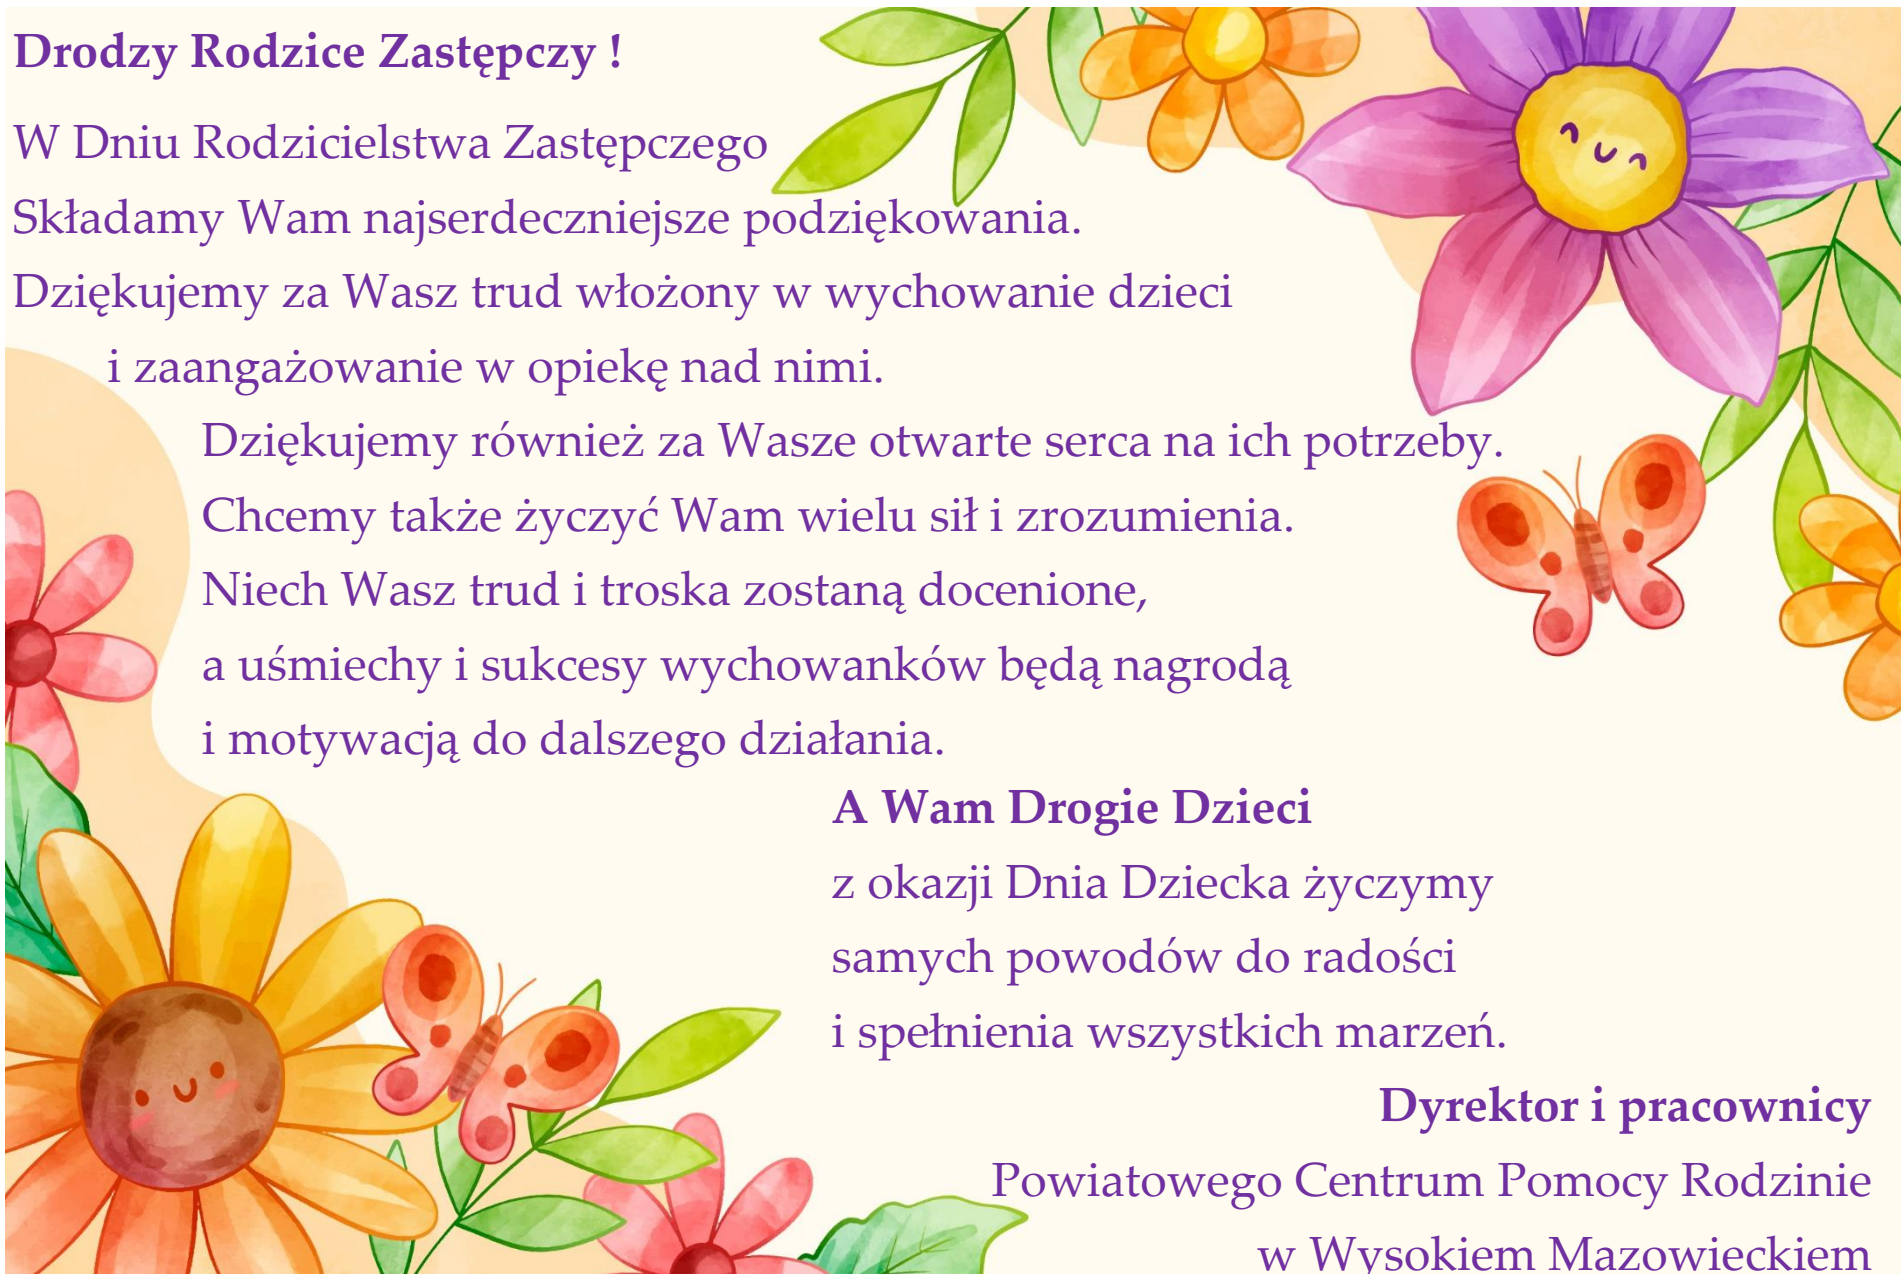 Drodzy Rodzice Zastępczy !
W Dniu Rodzicielstwa Zastępczego
Składamy Wam najserdeczniejsze podziękowania.
Dziękujemy za Wasz trud włożony w wychowanie dzieci
i zaangażowanie w opiekę nad nimi.
Dziękujemy również za Wasze otwarte serca na ich potrzeby.
Chcemy także życzyć Wam wielu sił i zrozumienia.
Niech Wasz trud i troska zostaną docenione,
a uśmiechy i sukcesy wychowanków będą nagrodą
i motywacją do dalszego działania.
A Wam Drogie Dzieci
z okazji Dnia Dziecka życzymy
samych powodów do radości
i spełnienia wszystkich marzeń.
Dyrektor i pracownicy
Powiatowego Centrum Pomocy Rodzinie
w Wysokiem Mazowieckiem